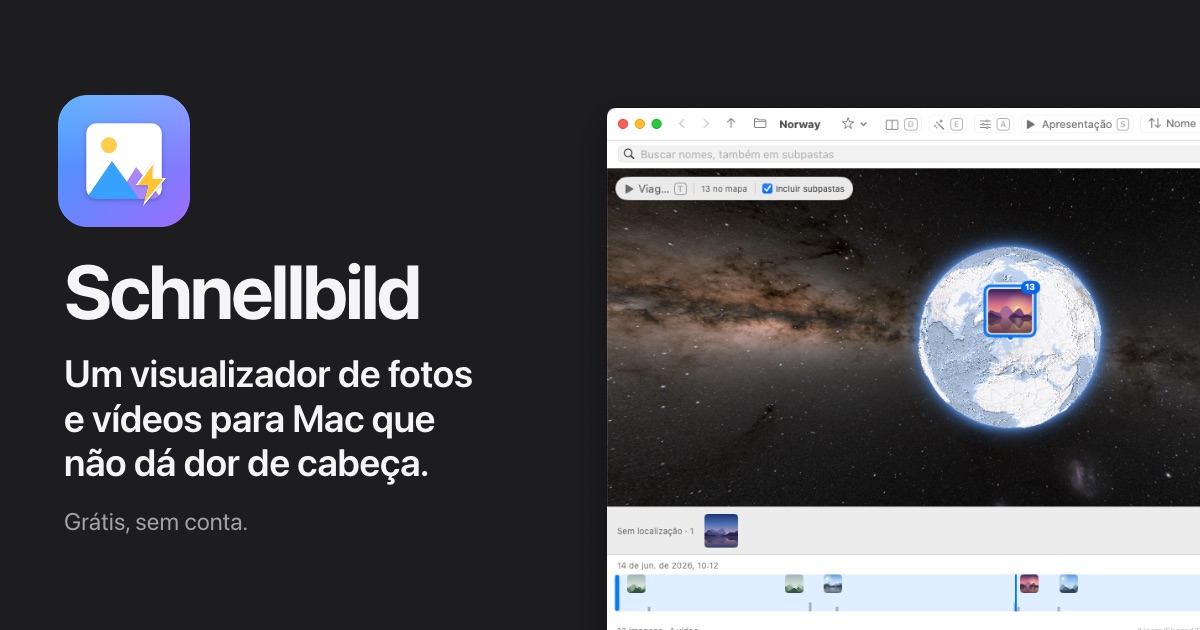 Schnellbild
Um visualizador de fotos
e vídeos para Mac que
não dá dor de cabeça.
Grátis, sem conta.
Norway
D
E
A
Apresentação S
Nome
Buscar nomes, também em subpastas
Viag... T
13 no mapa
Incluir subpastas
13
Sem localização · 1
14 de jun. de 2026, 10:12